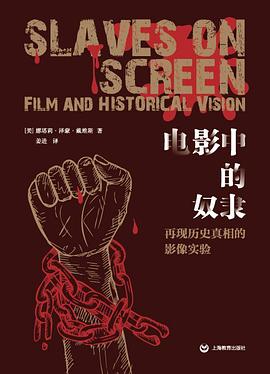 SLAVES ON
SCREEN
FILM AND HISTORICAL VISION
[美] 娜塔莉·泽蒙·戴维斯 著
姜进 译
电影中
的
奴隶
再现历史真相的
影像实验
上海教育出版社